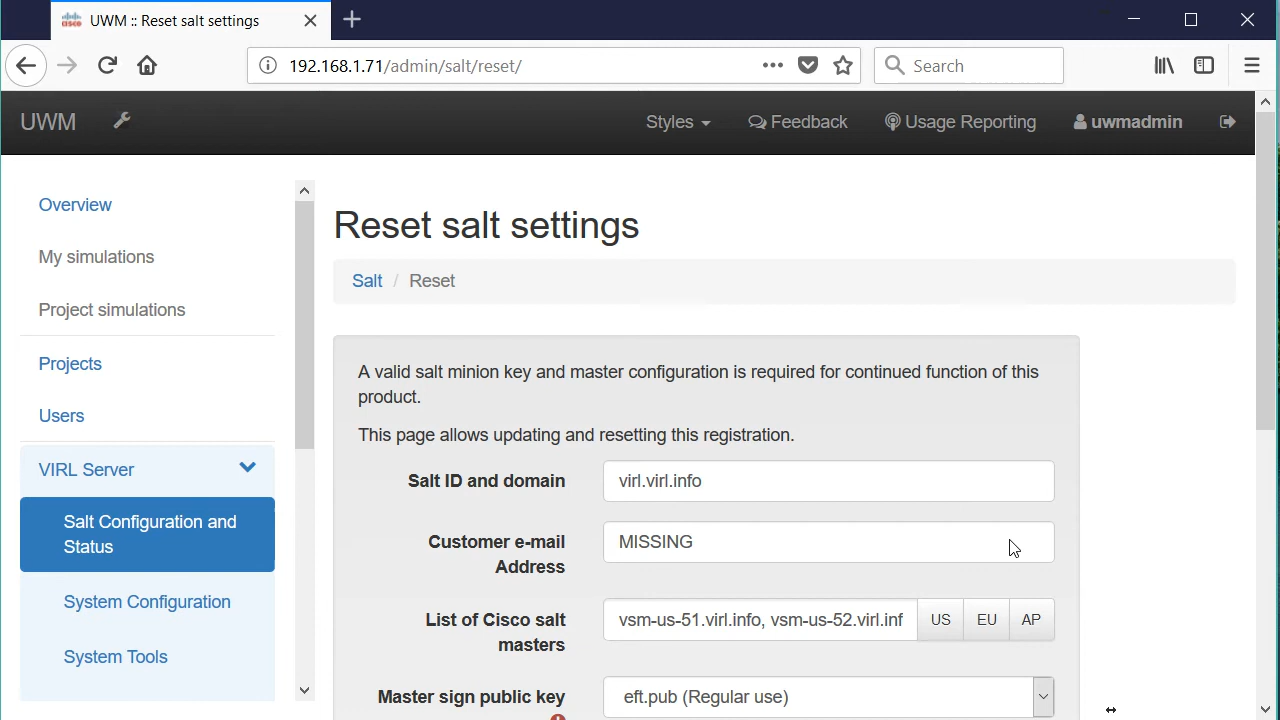 UWM :: Reset salt settings
192.168.1.71/admin/salt/reset/
Search
UWM
Styles
Feedback
Usage Reporting
uwmadmin
Overview
My simulations
Project simulations
Projects
Users
VIRL Server
Salt Configuration and
Status
System Configuration
System Tools
Reset salt settings
Salt / Reset
A valid salt minion key and master configuration is required for continued function of this
product.
This page allows updating and resetting this registration.
Salt ID and domain
virl.virl.info
Customer e-mail
Address
MISSING
List of Cisco salt
masters
vsm-us-51.virl.info, vsm-us-52.virl.inf
US
EU
AP
Master sign public key
eft.pub (Regular use)